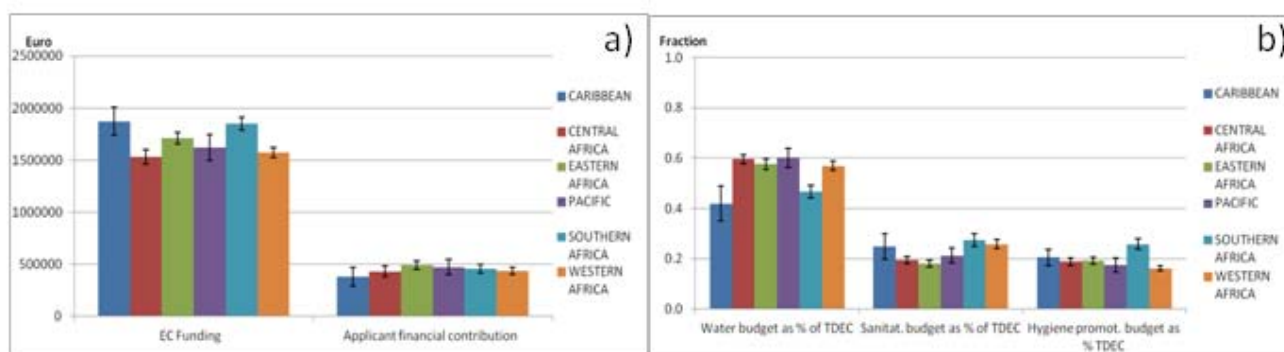 Euro
a)
2500000
2000000
1500000
1000000
500000
0
EC Funding
Applicant financial contribution
CARIBBEAN
CENTRAL
AFRICA
EASTERN
AFRICA
PACIFIC
SOUTHERN
AFRICA
WESTERN
AFRICA
Fraction
b)
1.0
0.8
0.6
0.4
0.2
0.0
Water budget as % of TDEC
Sanitat. budget as % of TDEC
Hygiene promot. budget as
% TDEC
CARIBBEAN
CENTRAL
AFRICA
EASTERN
AFRICA
PACIFIC
SOUTHERN
AFRICA
WESTERN
AFRICA